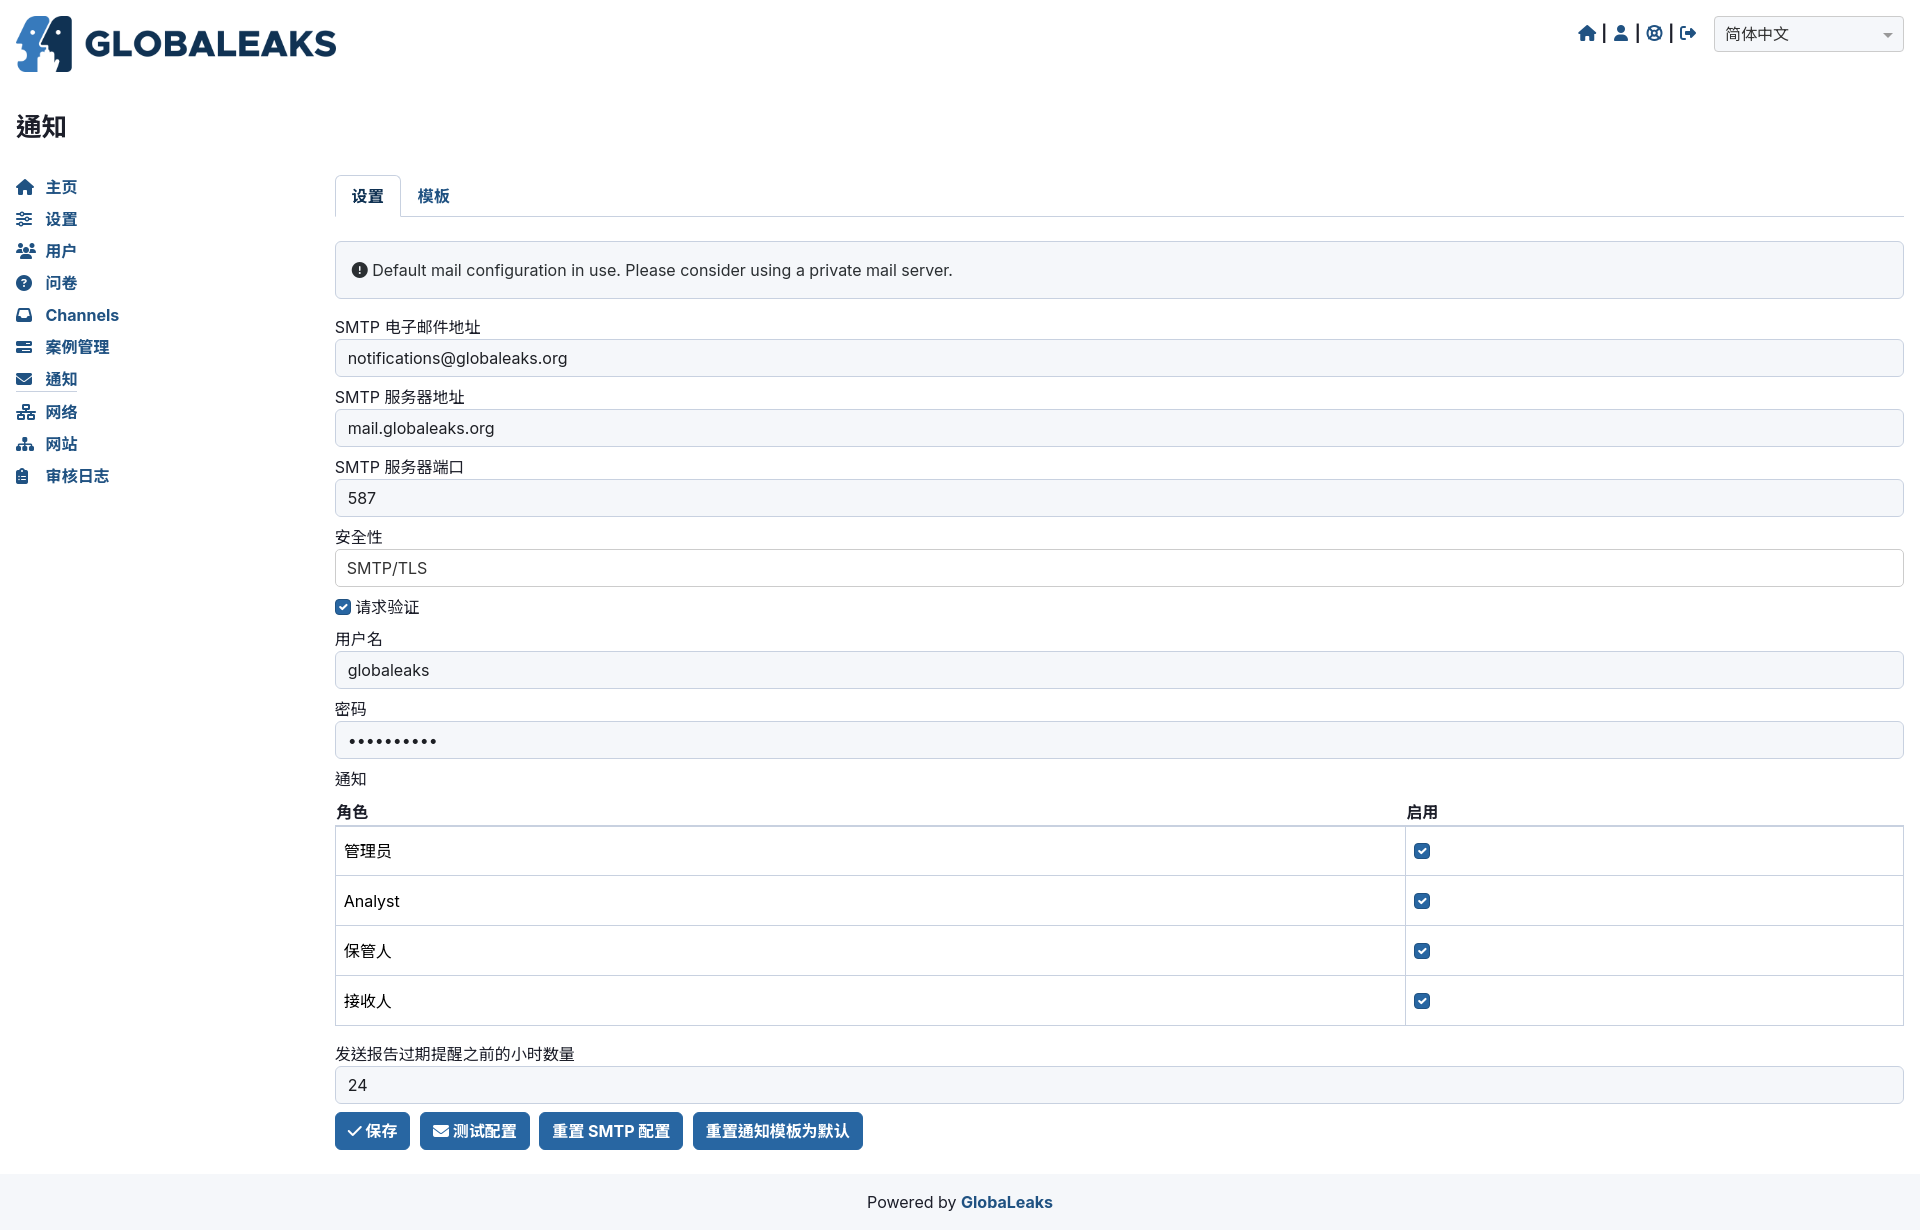 GLOBALEAKS
简体中文
通知
主页
设置
用户
问卷
Channels
案例管理
通知
网络
网站
审核日志
设置 模板
Default mail configuration in use. Please consider using a private mail server.
SMTP 电子邮件地址
notifications@globaleaks.org
SMTP 服务器地址
mail.globaleaks.org
SMTP 服务器端口
587
安全性
SMTP/TLS
请求验证
用户名
globaleaks
密码
••••••••••
通知
角色 启用
管理员
Analyst
保管人
接收人
发送报告过期提醒之前的小时数量
24
保存 测试配置 重置 SMTP 配置 重置通知模板为默认
Powered by GlobaLeaks